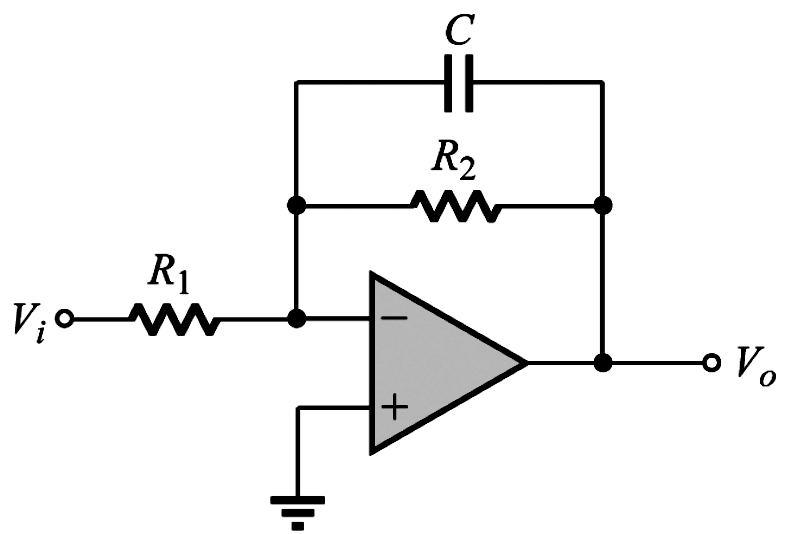 C
R₂
R₁
Vᵢ
−
+
Vₒ